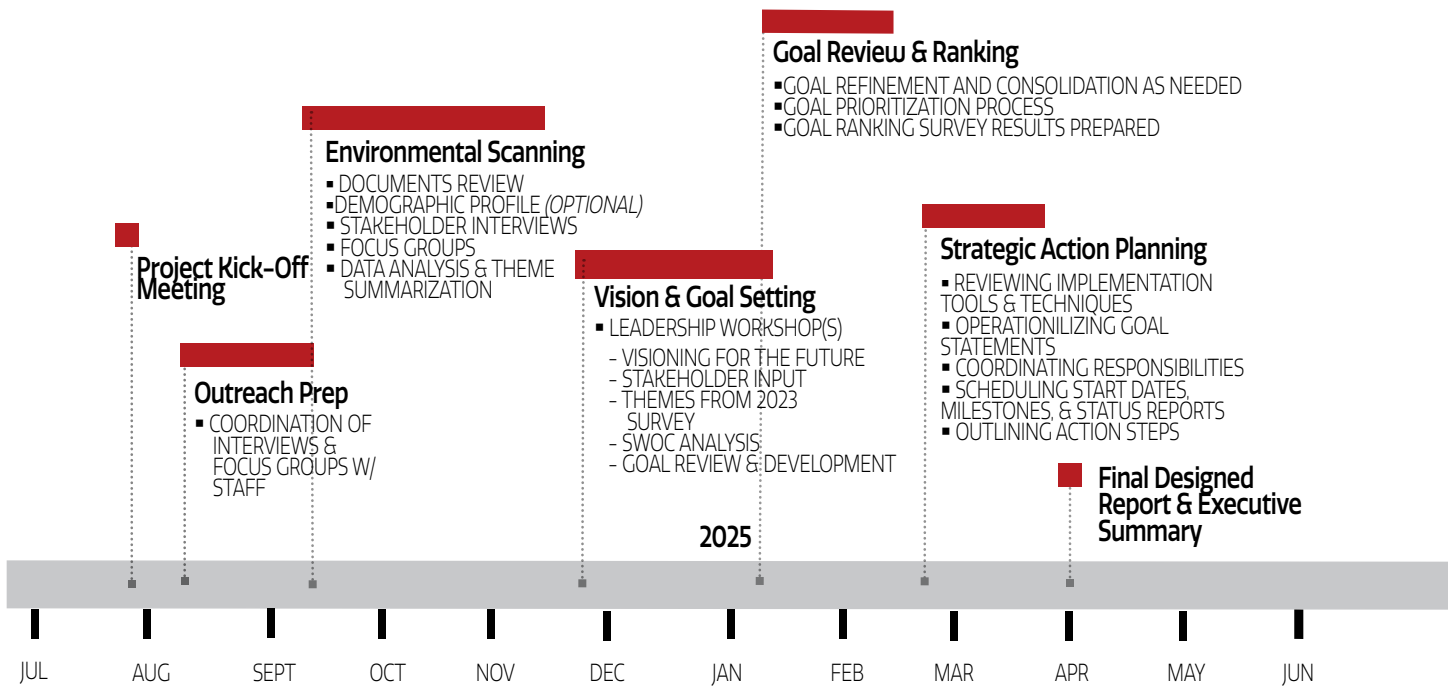 Goal Review & Ranking
▪GOAL REFINEMENT AND CONSOLIDATION AS NEEDED
▪GOAL PRIORITIZATION PROCESS
▪GOAL RANKING SURVEY RESULTS PREPARED
Environmental Scanning
▪ DOCUMENTS REVIEW
▪DEMOGRAPHIC PROFILE (OPTIONAL)
▪ STAKEHOLDER INTERVIEWS
▪ FOCUS GROUPS
▪ DATA ANALYSIS & THEME
SUMMARIZATION
Project Kick-Off
Meeting
Outreach Prep
▪ COORDINATION OF
INTERVIEWS &
FOCUS GROUPS W/
STAFF
Vision & Goal Setting
▪ LEADERSHIP WORKSHOP(S)
- VISIONING FOR THE FUTURE
- STAKEHOLDER INPUT
- THEMES FROM 2023
SURVEY
- SWOC ANALYSIS
- GOAL REVIEW & DEVELOPMENT
Strategic Action Planning
▪ REVIEWING IMPLEMENTATION
TOOLS & TECHNIQUES
▪ OPERATIONILIZING GOAL
STATEMENTS
▪ COORDINATING RESPONSIBILITIES
▪ SCHEDULING START DATES,
MILESTONES, & STATUS REPORTS
▪ OUTLINING ACTION STEPS
Final Designed
Report & Executive
Summary
2025
JUL AUG SEPT OCT NOV DEC JAN FEB MAR APR MAY JUN